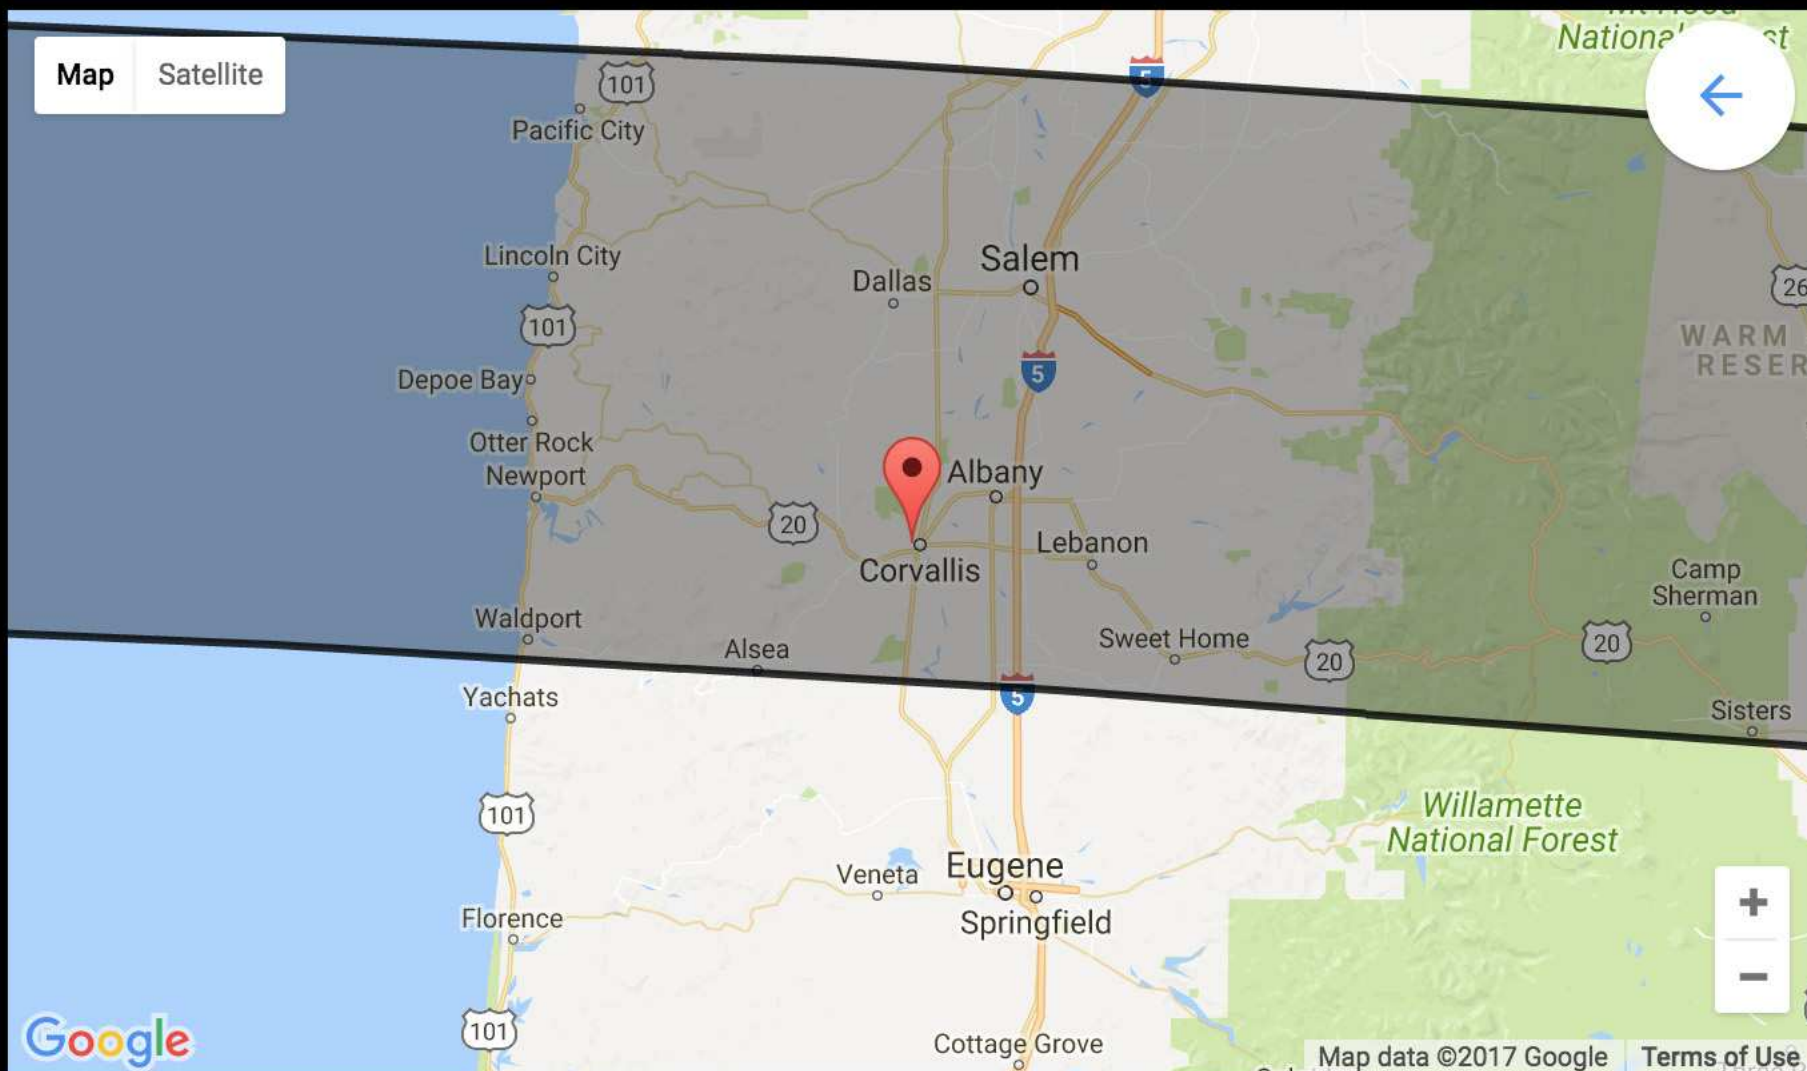 National
st
Map
Satellite
5
101
Pacific City
Lincoln City
Salem
Dallas
26
101
WARM
RESER
5
Depoe Bay
Otter Rock
Newport
Albany
20
Lebanon
Corvallis
Camp
Sherman
Waldport
Alsea
Sweet Home
20
20
Yachats
5
Sisters
101
Willamette
National Forest
Veneta
Eugene
Florence
Springfield
+
−
101
Google
Cottage Grove
Map data ©2017 Google
Terms of Use